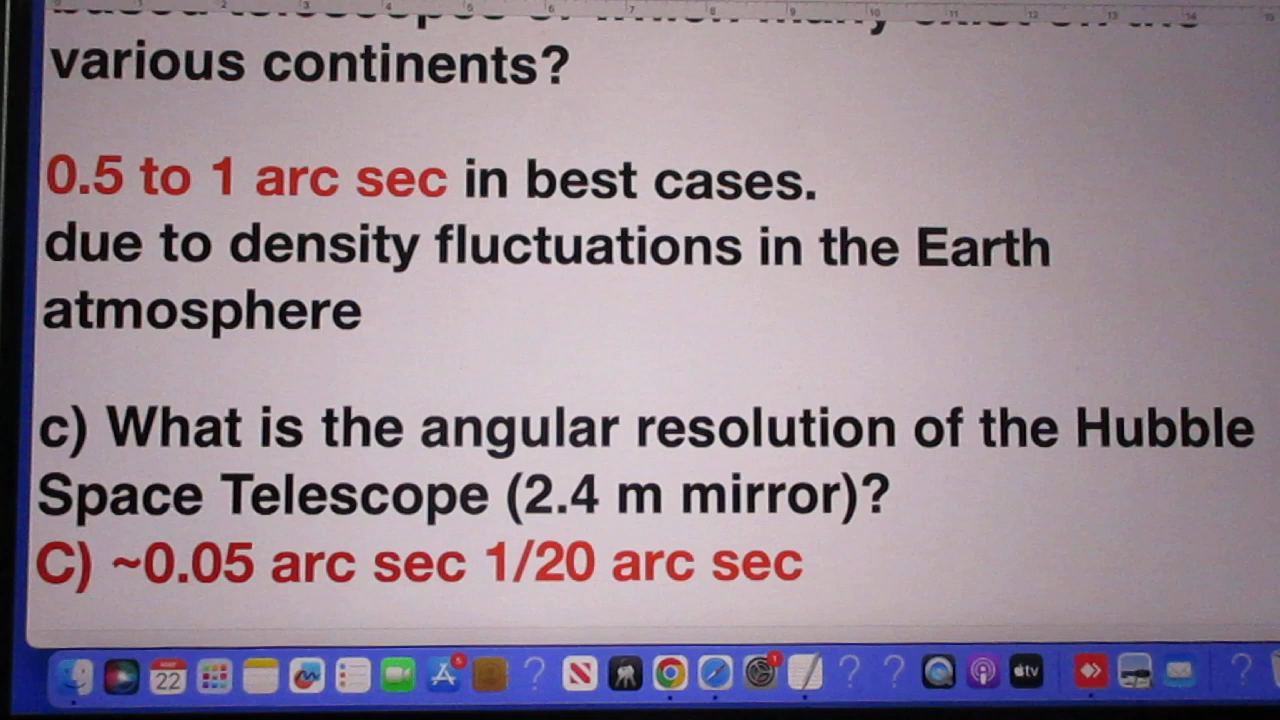 various continents?
0.5 to 1 arc sec in best cases.
due to density fluctuations in the Earth
atmosphere
c) What is the angular resolution of the Hubble
Space Telescope (2.4 m mirror)?
C) ~0.05 arc sec 1/20 arc sec
22
tv